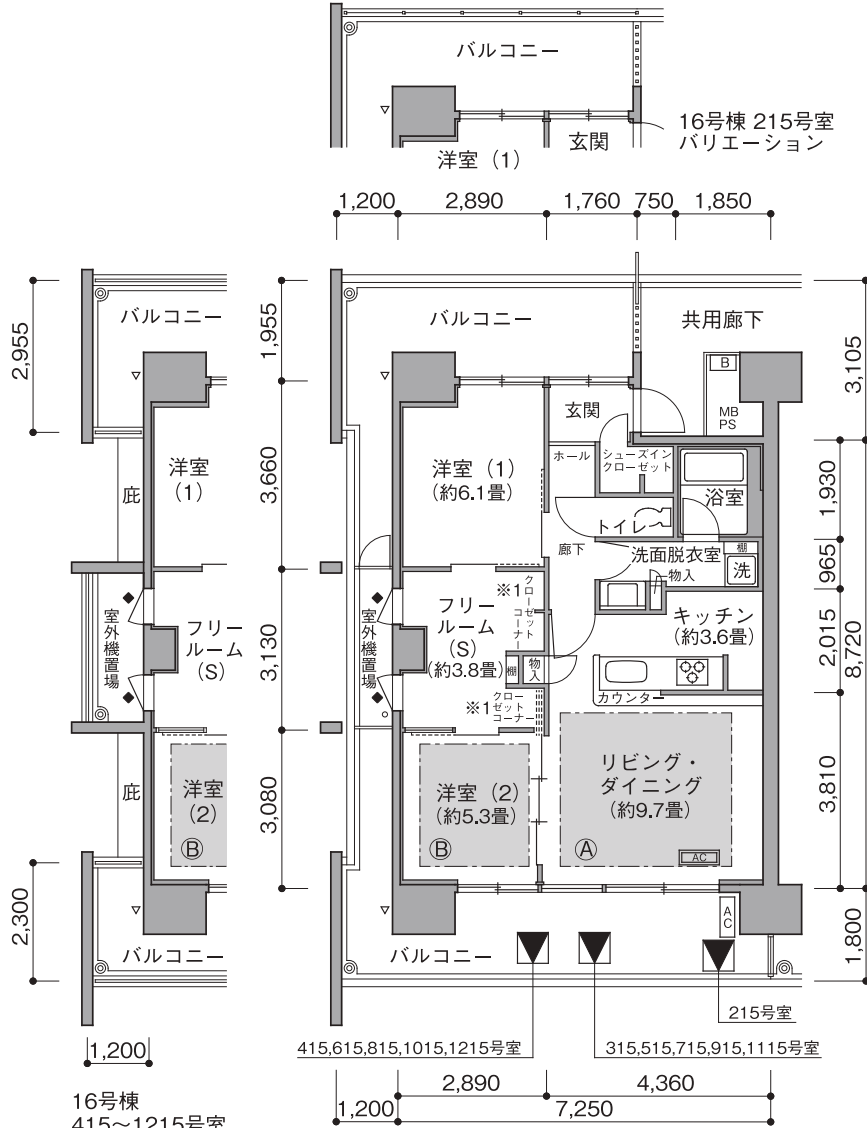 バルコニー
16号棟 215号室
バリエーション
洋室(1)
玄関
1,200
2,890
1,760
750
1,850
2,955
バルコニー
洋室
(1)
庇
室外機置場
フリー
ルーム
(S)
庇
洋室
(2)
B
2,300
バルコニー
1,200
16号棟
415〜1215号室
1,955
3,660
3,130
3,080
バルコニー
共用廊下
B
MB
PS
玄関
ホール
シューズイン
クローゼット
洋室(1)
(約6.1畳)
浴室
トイレ
廊下
洗面脱衣室
棚
洗
物入
※1
クローゼット
コーナー
フリー
ルーム
(S)
(約3.8畳)
室外機置場
棚
物入
キッチン
(約3.6畳)
カウンター
※1
クローゼット
コーナー
リビング・
ダイニング
(約9.7畳)
洋室(2)
(約5.3畳)
B
A
AC
AC
バルコニー
215号室
415,615,815,1015,1215号室
315,515,715,915,1115号室
3,105
1,930
965
2,015
8,720
3,810
1,800
2,890
4,360
1,200
7,250